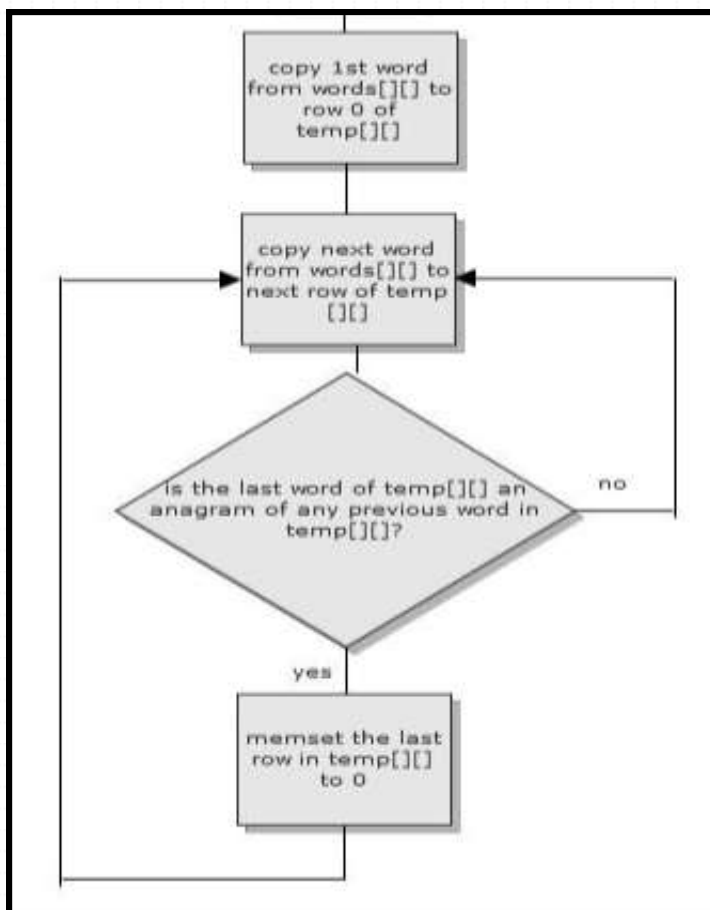 copy 1st word
from words[][] to
row 0 of
temp[][]
copy next word
from words[][] to
next row of temp
[][]
is the last word of temp[][] an
anagram of any previous word in
temp[][]?
no
yes
memset the last
row in temp[][]
to 0